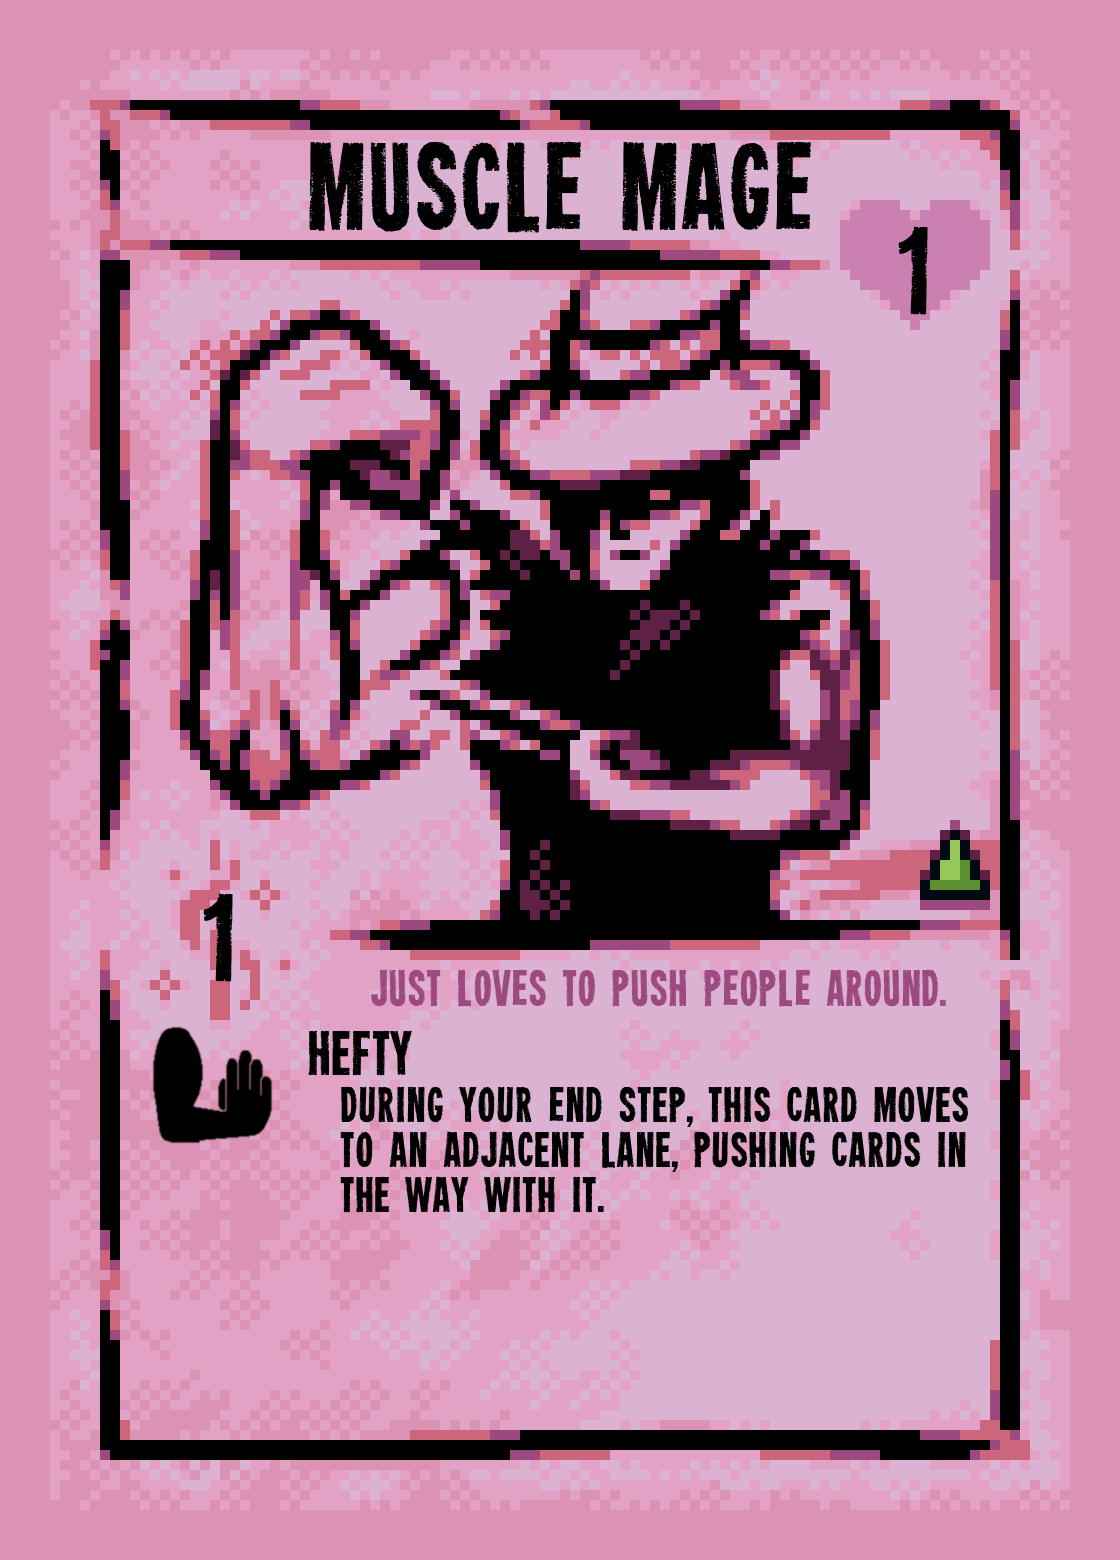 MUSCLE MAGE
1
1
JUST LOVES TO PUSH PEOPLE AROUND.
HEFTY
DURING YOUR END STEP, THIS CARD MOVES
TO AN ADJACENT LANE, PUSHING CARDS IN
THE WAY WITH IT.